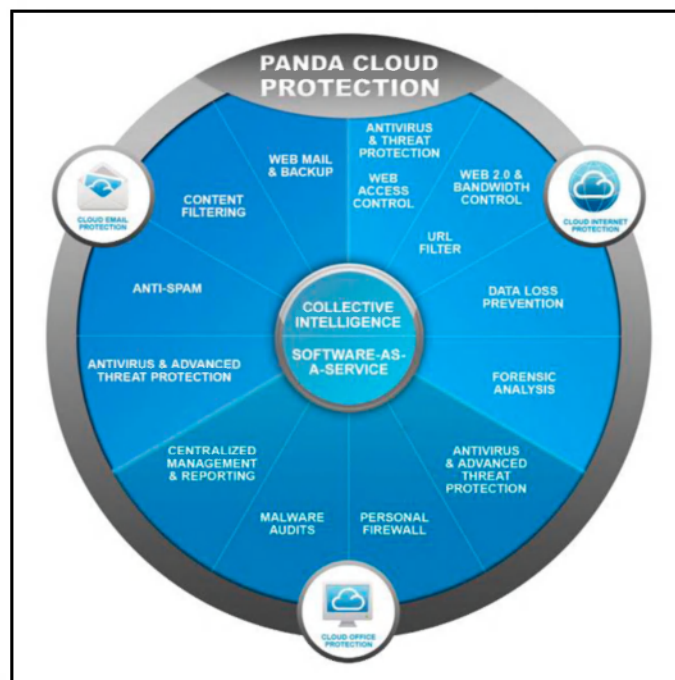 PANDA CLOUD
PROTECTION
ANTIVIRUS
& THREAT
PROTECTION
WEB MAIL
& BACKUP
WEB
ACCESS
CONTROL
WEB 2.0 &
BANDWIDTH
CONTROL
CLOUD EMAIL
PROTECTION
CLOUD INTERNET
PROTECTION
CONTENT
FILTERING
URL
FILTER
ANTI-SPAM
DATA LOSS
PREVENTION
COLLECTIVE
INTELLIGENCE
SOFTWARE-AS-
A-SERVICE
ANTIVIRUS & ADVANCED
THREAT PROTECTION
FORENSIC
ANALYSIS
CENTRALIZED
MANAGEMENT
& REPORTING
ANTIVIRUS
& ADVANCED
THREAT
PROTECTION
MALWARE
AUDITS
PERSONAL
FIREWALL
CLOUD OFFICE
PROTECTION